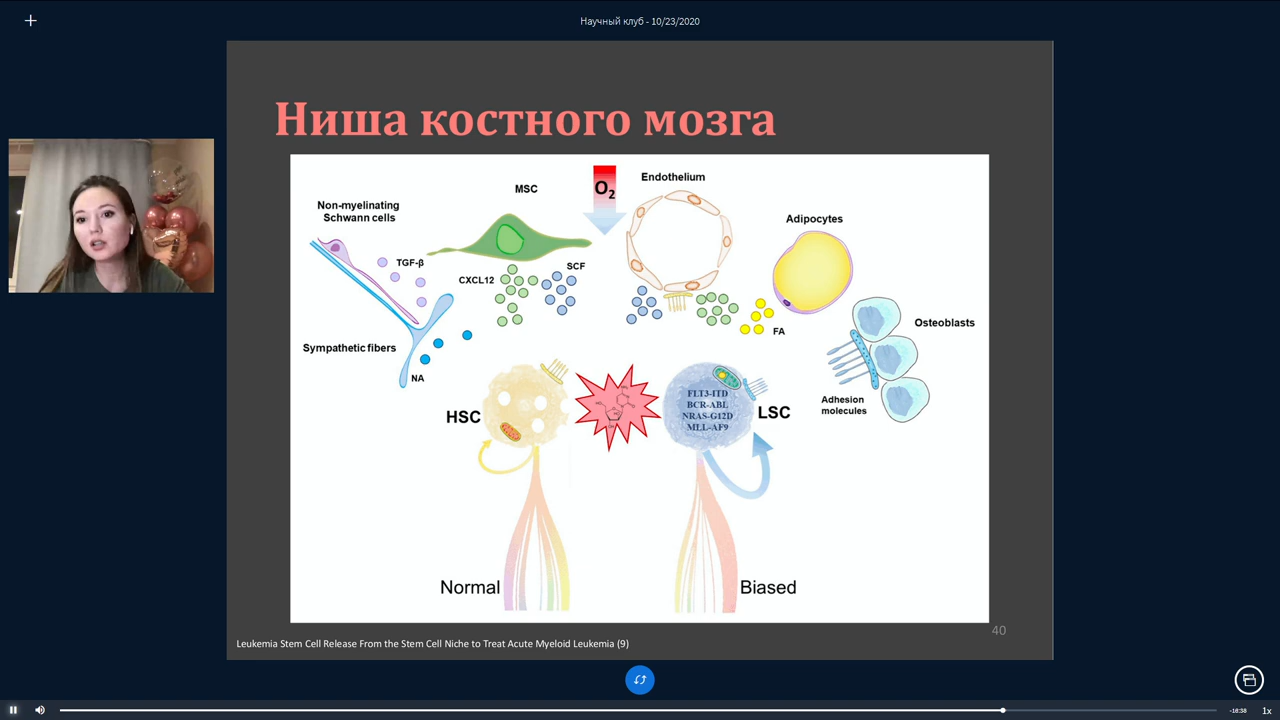 Научный клуб - 10/23/2020
Ниша костного мозга
MSC
O2
Endothelium
Non-myelinating
Schwann cells
Adipocytes
TGF-β
CXCL12
SCF
FA
Osteoblasts
Sympathetic fibers
NA
Adhesion
molecules
HSC
FLT3-ITD
BCR-ABL
NRAS-G12D
MLL-AF9
LSC
Normal
Biased
40
Leukemia Stem Cell Release From the Stem Cell Niche to Treat Acute Myeloid Leukemia (9)
-18:38
1x